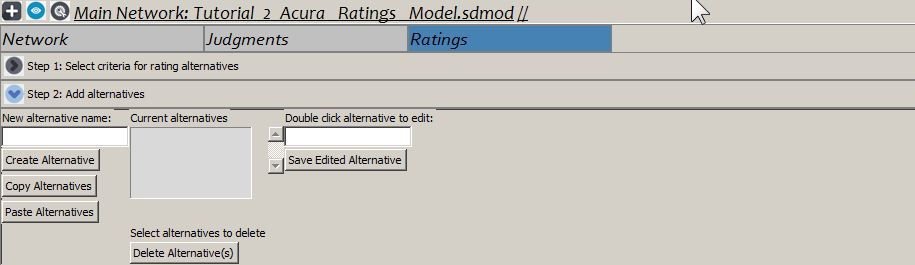 Main Network: Tutorial_2_Acura_Ratings_Model.sdmod //
Network Judgments Ratings
Step 1: Select criteria for rating alternatives
Step 2: Add alternatives
New alternative name: Current alternatives Double click alternative to edit:
Create Alternative Save Edited Alternative
Copy Alternatives
Paste Alternatives
Select alternatives to delete
Delete Alternative(s)